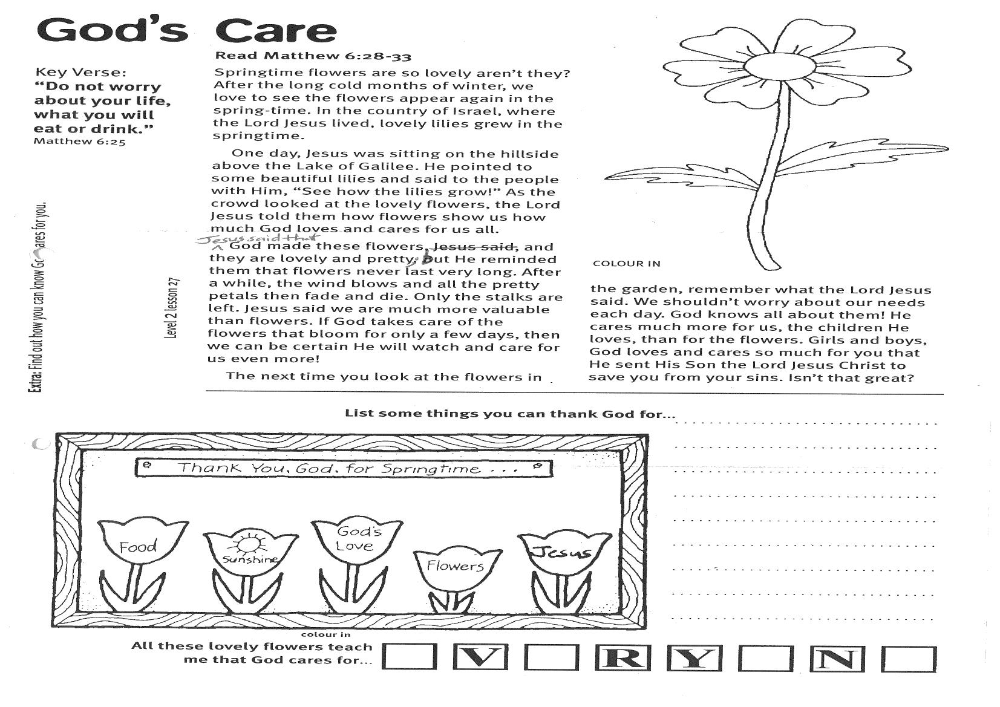 God's Care
Key Verse:
“Do not worry
about your life,
what you will
eat or drink.”
Matthew 6:25
Read Matthew 6:28-33
Springtime flowers are so lovely aren't they?
After the long cold months of winter, we
love to see the flowers appear again in the
spring-time. In the country of Israel, where
the Lord Jesus lived, lovely lilies grew in the
springtime.
One day, Jesus was sitting on the hillside
above the Lake of Galilee. He pointed to
some beautiful lilies and said to the people
with Him, “See how the lilies grow!” As the
crowd looked at the lovely flowers, the Lord
Jesus told them how flowers show us how
much God loves and cares for us all.
Jesus said that
God made these flowers, Jesus said, and
they are lovely and pretty, but He reminded
them that flowers never last very long. After
a while, the wind blows and all the pretty
petals then fade and die. Only the stalks are
left. Jesus said we are much more valuable
than flowers. If God takes care of the
flowers that bloom for only a few days, then
we can be certain He will watch and care for
us even more!
The next time you look at the flowers in
COLOUR IN
the garden, remember what the Lord Jesus
said. We shouldn't worry about our needs
each day. God knows all about them! He
cares much more for us, the children He
loves, than for the flowers. Girls and boys,
God loves and cares so much for you that
He sent His Son the Lord Jesus Christ to
save you from your sins. Isn't that great?
Extra: Find out how you can know Go ares for you.
Level 2 lesson 27
List some things you can thank God for...
Thank You, God, for Springtime . . .
Food
Sunshine
God's
Love
Flowers
Jesus
colour in
All these lovely flowers teach
me that God cares for...
V R Y N